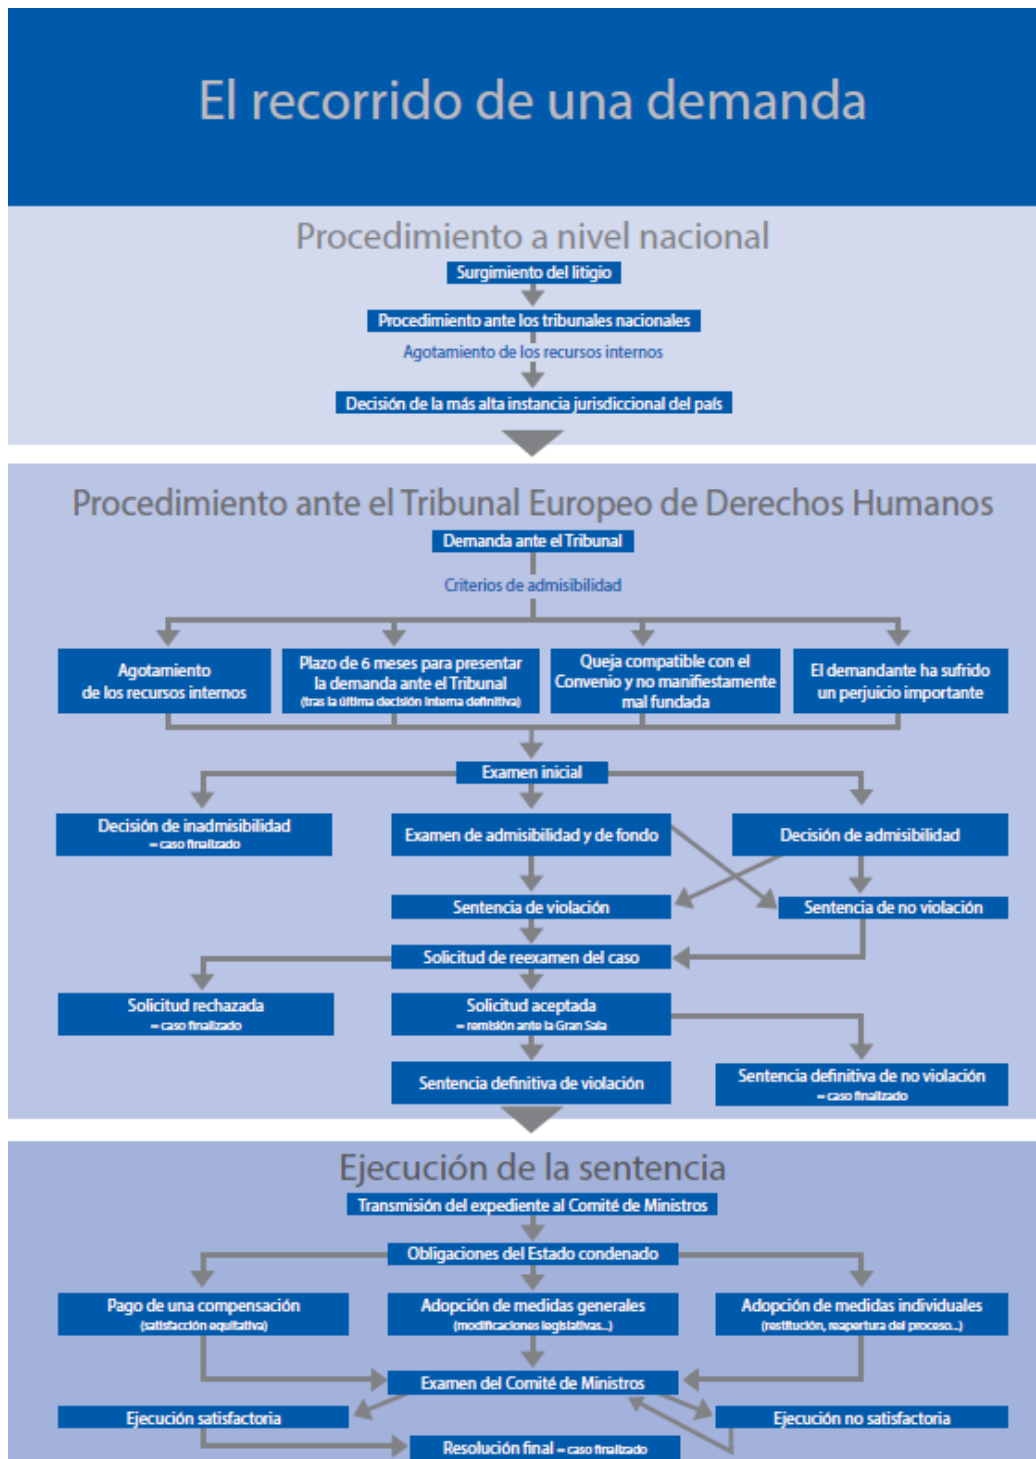 El recorrido de una demanda
Procedimiento a nivel nacional
Surgimiento del litigio
Procedimiento ante los tribunales nacionales
Agotamiento de los recursos internos
Decisión de la más alta instancia jurisdiccional del país
Procedimiento ante el Tribunal Europeo de Derechos Humanos
Demanda ante el Tribunal
Criterios de admisibilidad
Agotamiento
de los recursos internos
Plazo de 6 meses para presentar
la demanda ante el Tribunal
(tras la última decisión interna definitiva)
Queja compatible con el
Convenio y no manifiestamente
mal fundada
El demandante ha sufrido
un perjuicio importante
Examen inicial
Decisión de inadmisibilidad
= caso finalizado
Examen de admisibilidad y de fondo
Decisión de admisibilidad
Sentencia de violación
Sentencia de no violación
Solicitud de reexamen del caso
Solicitud rechazada
= caso finalizado
Solicitud aceptada
= remisión ante la Gran Sala
Sentencia definitiva de violación
Sentencia definitiva de no violación
= caso finalizado
Ejecución de la sentencia
Transmisión del expediente al Comité de Ministros
Obligaciones del Estado condenado
Pago de una compensación
(satisfacción equitativa)
Adopción de medidas generales
(modificaciones legislativas...)
Adopción de medidas individuales
(restitución, reapertura del proceso...)
Examen del Comité de Ministros
Ejecución satisfactoria
Ejecución no satisfactoria
Resolución final = caso finalizado